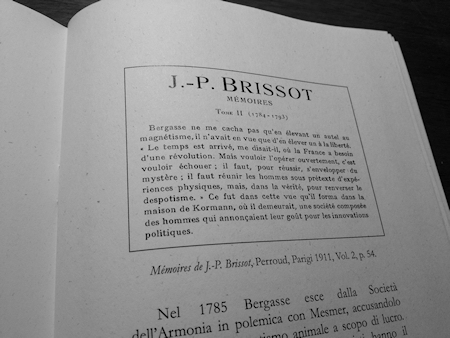 J.-P. BRISSOT
MÉMOIRES
Tome II (1784-1793)
Bergasse ne me cacha pas qu'en élevant un autel au
magnétisme, il n'avait en vue que d'en élever un à la liberté.
« Le temps est arrivé, me disait-il, où la France a besoin
d'une révolution. Mais vouloir l'opérer ouvertement, c'est
vouloir échouer ; il faut, pour réussir, s'envelopper du
mystère ; il faut réunir les hommes sous prétexte d'expé-
riences physiques, mais, dans la vérité, pour renverser le
despotisme. » Ce fut dans cette vue qu'il forma dans la
maison de Kormann, où il demeurait, une société composée
des hommes qui annonçaient leur goût pour les innovations
politiques.
Mémoires de J.-P. Brissot, Perroud, Parigi 1911, Vol. 2, p. 54.
Nel 1785 Bergasse esce dalla Società
dell'Armonia in polemica con Mesmer, accusandolo
animale a scopo di lucro.
hanno il